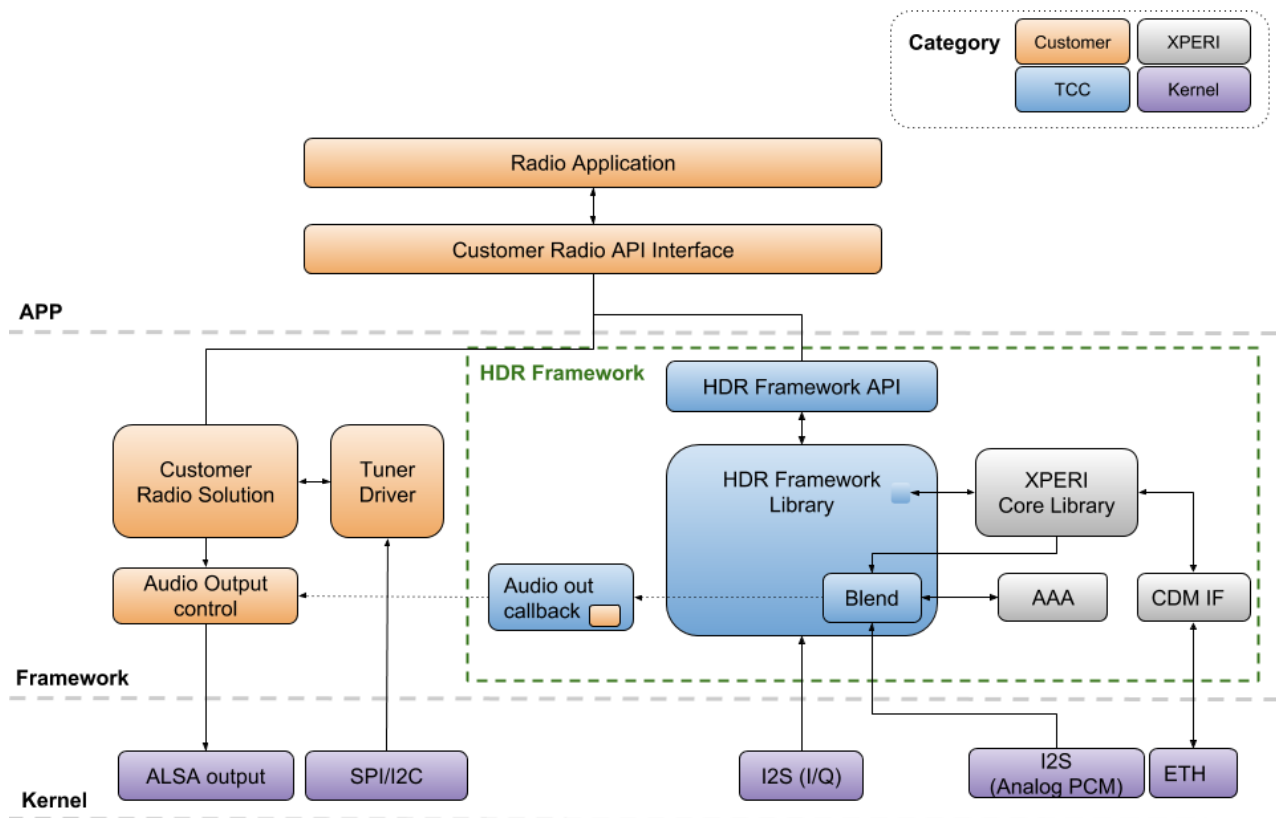 Category
Customer
XPERI
TCC
Kernel
Radio Application
Customer Radio API Interface
APP
HDR Framework
HDR Framework API
Customer
Radio Solution
Tuner
Driver
HDR Framework
Library
XPERI
Core Library
Audio Output
control
Audio out
callback
Blend
AAA
CDM IF
Framework
ALSA output
SPI/I2C
I2S (I/Q)
I2S
(Analog PCM)
ETH
Kernel